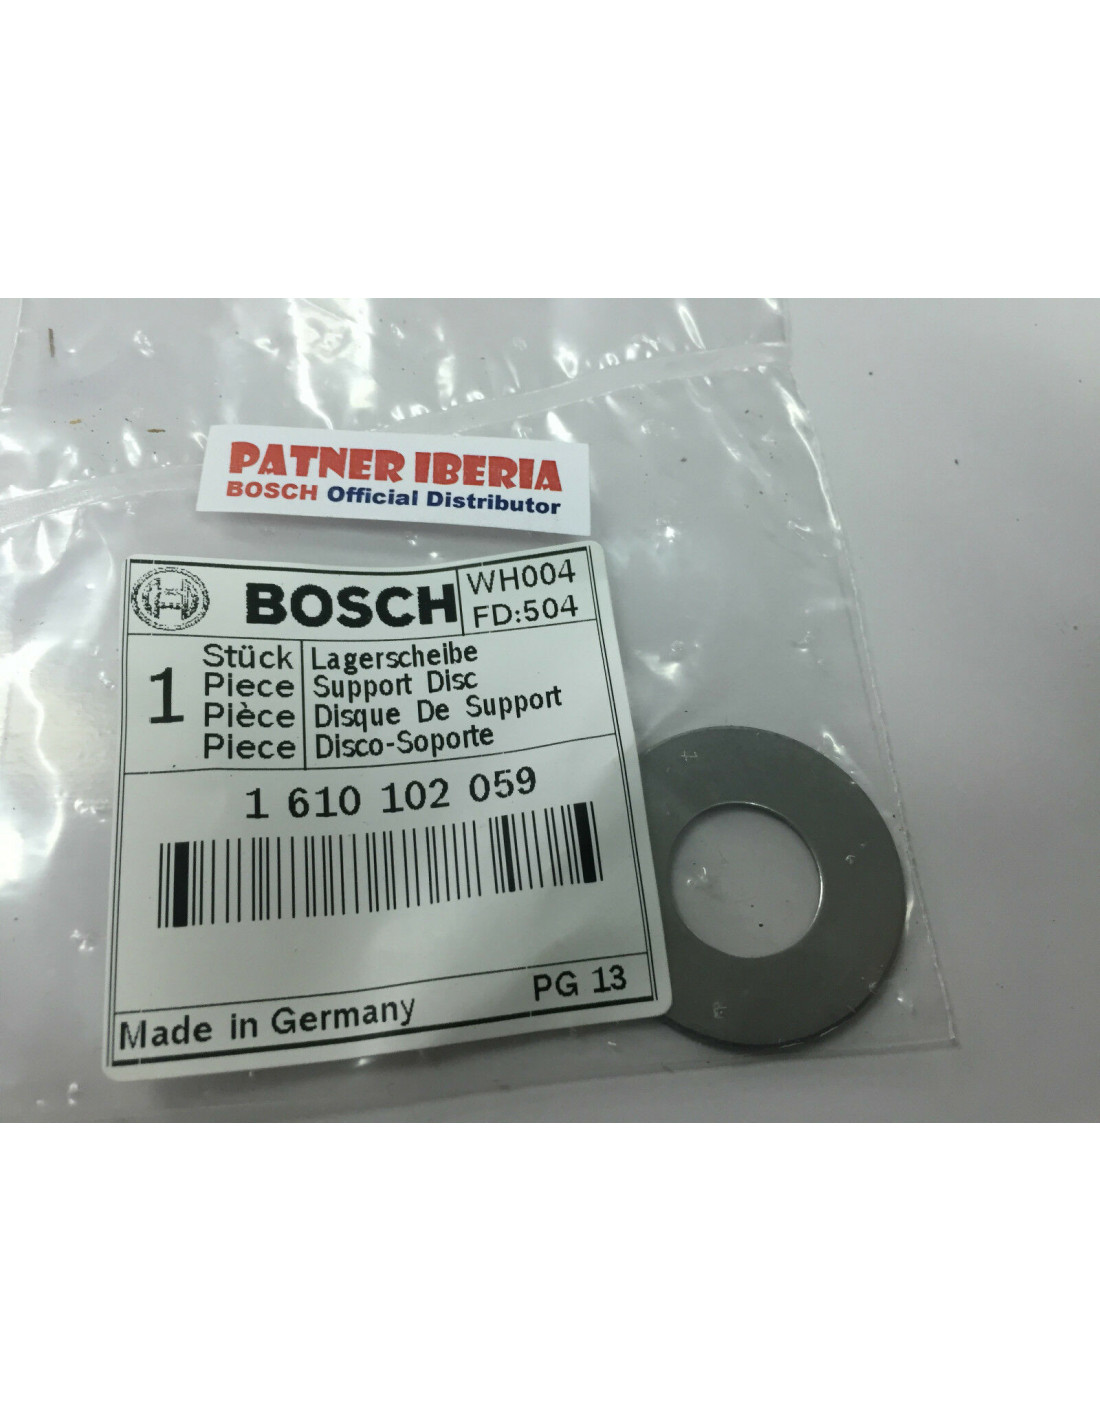 PATNER IBERIA
BOSCH Official Distributor
BOSCH
WH004
FD:504
1
Stück
Piece
Pièce
Piece
Lagerscheibe
Support Disc
Disque De Support
Disco-Soporte
1 610 102 059
PG 13
Made in Germany